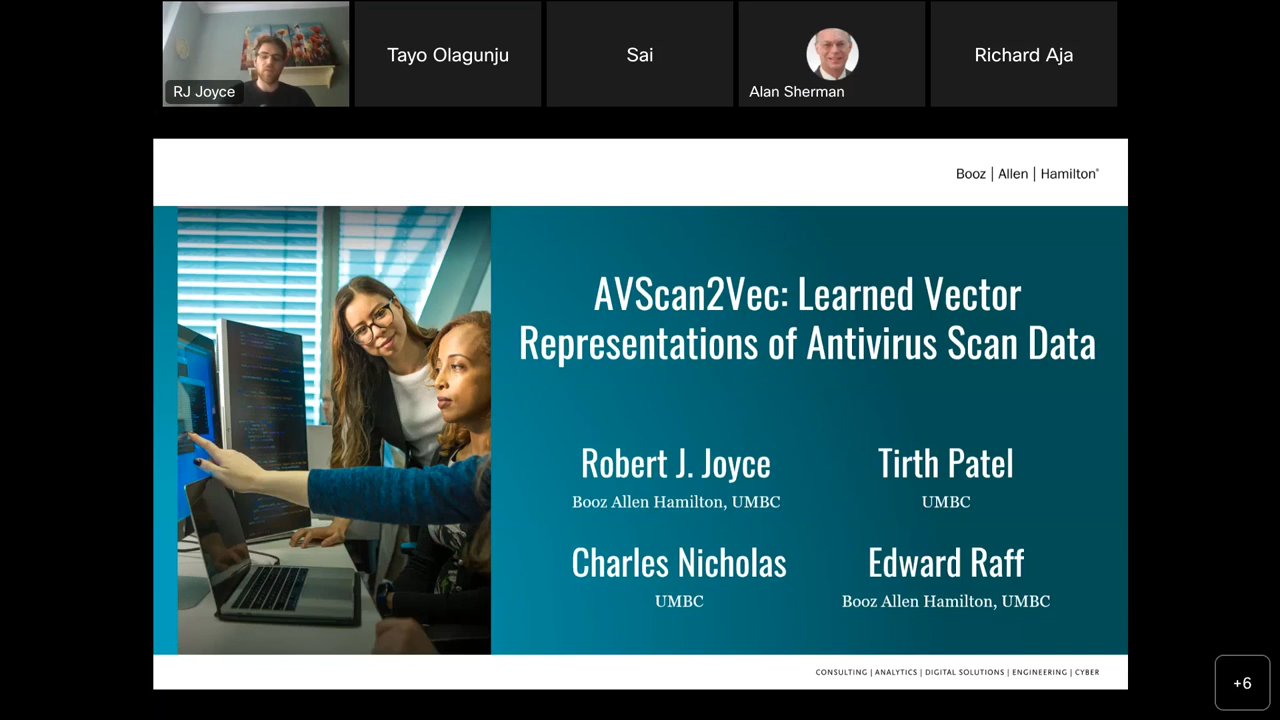 RJ Joyce
Tayo Olagunju
Sai
Alan Sherman
Richard Aja
Booz | Allen | Hamilton®
AVScan2Vec: Learned Vector
Representations of Antivirus Scan Data
Robert J. Joyce
Booz Allen Hamilton, UMBC
Tirth Patel
UMBC
Charles Nicholas
UMBC
Edward Raff
Booz Allen Hamilton, UMBC
CONSULTING | ANALYTICS | DIGITAL SOLUTIONS | ENGINEERING | CYBER
+6